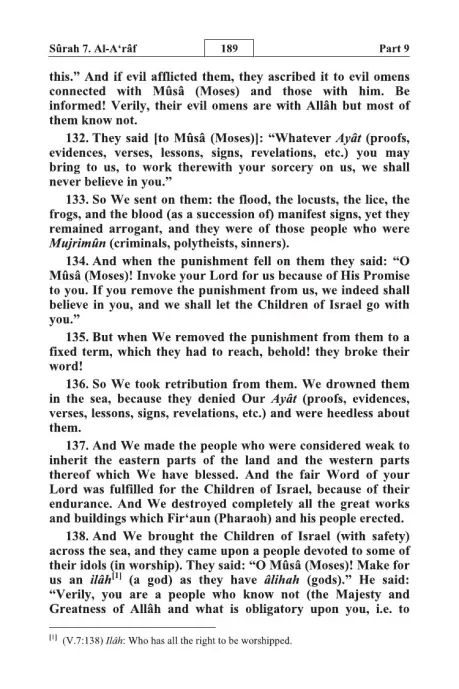 Sûrah 7. Al-A‘râf 189 Part 9
this.” And if evil afflicted them, they ascribed it to evil omens
connected with Mûsâ (Moses) and those with him. Be
informed! Verily, their evil omens are with Allâh but most of
them know not.
132. They said [to Mûsâ (Moses)]: “Whatever Ayât (proofs,
evidences, verses, lessons, signs, revelations, etc.) you may
bring to us, to work therewith your sorcery on us, we shall
never believe in you.”
133. So We sent on them: the flood, the locusts, the lice, the
frogs, and the blood (as a succession of) manifest signs, yet they
remained arrogant, and they were of those people who were
Mujrimûn (criminals, polytheists, sinners).
134. And when the punishment fell on them they said: “O
Mûsâ (Moses)! Invoke your Lord for us because of His Promise
to you. If you remove the punishment from us, we indeed shall
believe in you, and we shall let the Children of Israel go with
you.”
135. But when We removed the punishment from them to a
fixed term, which they had to reach, behold! they broke their
word!
136. So We took retribution from them. We drowned them
in the sea, because they denied Our Ayât (proofs, evidences,
verses, lessons, signs, revelations, etc.) and were heedless about
them.
137. And We made the people who were considered weak to
inherit the eastern parts of the land and the western parts
thereof which We have blessed. And the fair Word of your
Lord was fulfilled for the Children of Israel, because of their
endurance. And We destroyed completely all the great works
and buildings which Fir‘aun (Pharaoh) and his people erected.
138. And We brought the Children of Israel (with safety)
across the sea, and they came upon a people devoted to some of
their idols (in worship). They said: “O Mûsâ (Moses)! Make for
us an ilâh[1] (a god) as they have âlihah (gods).” He said:
“Verily, you are a people who know not (the Majesty and
Greatness of Allâh and what is obligatory upon you, i.e. to
[1] (V.7:138) Ilâh: Who has all the right to be worshipped.